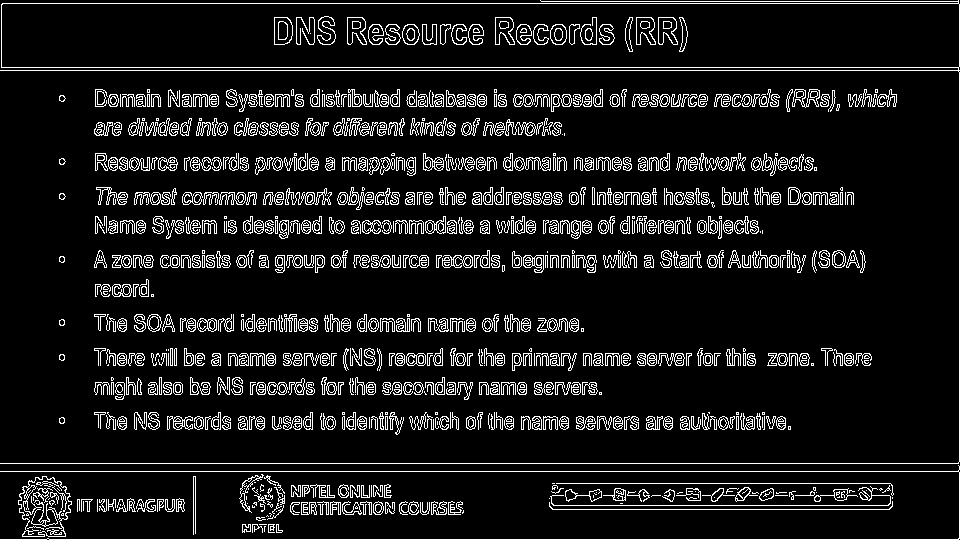 DNS Resource Records (RR)
• Domain Name System's distributed database is composed of resource records (RRs), which
are divided into classes for different kinds of networks.
• Resource records provide a mapping between domain names and network objects.
• The most common network objects are the addresses of Internet hosts, but the Domain
Name System is designed to accommodate a wide range of different objects.
• A zone consists of a group of resource records, beginning with a Start of Authority (SOA)
record.
• The SOA record identifies the domain name of the zone.
• There will be a name server (NS) record for the primary name server for this  zone. There
might also be NS records for the secondary name servers.
• The NS records are used to identify which of the name servers are authoritative.
IIT KHARAGPUR
NPTEL ONLINE
CERTIFICATION COURSES
NPTEL